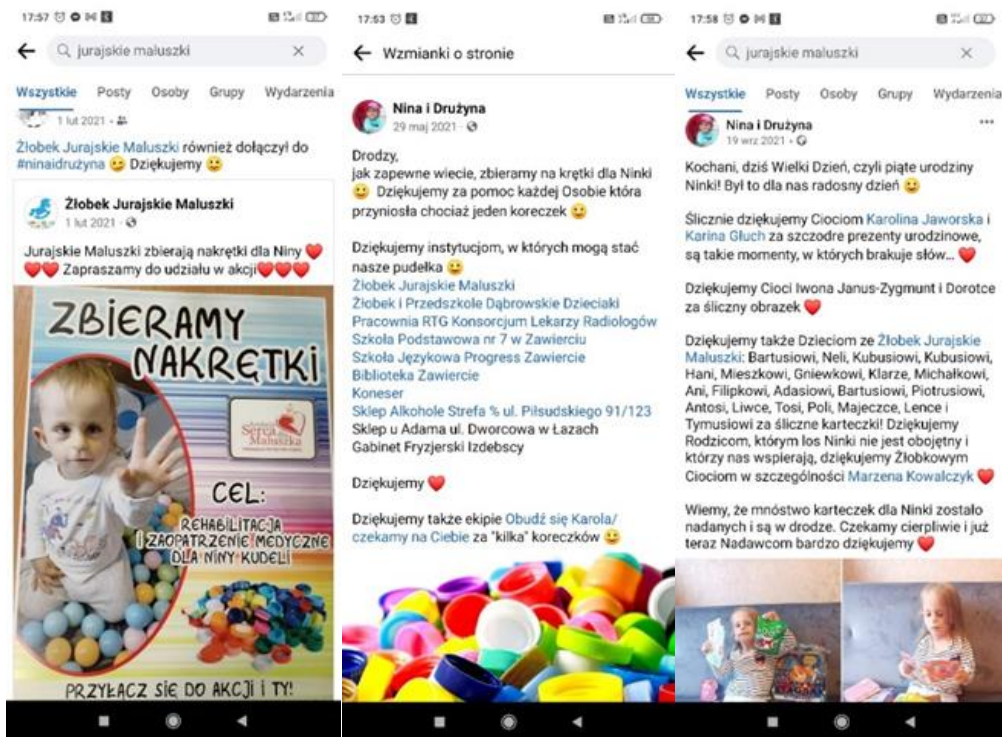 17:57
jurajskie maluszki
Wszystkie Posty Osoby Grupy Wydarzenia
1 lut 2021
Żłobek Jurajskie Maluszki również dołączył do
#ninaidrużyna 😉 Dziękujemy 🙂
Żłobek Jurajskie Maluszki
1 lut 2021
Jurajskie Maluszki zbierają nakrętki dla Niny ❤️
❤️❤️ Zapraszamy do udziału w akcji❤️❤️❤️
ZBIERAMY
NAKRĘTKI
Serca
Maluszka
CEL:
REHABILITACJA
I ZAOPATRZENIE MEDYCZNE
DLA NINY KUDELI
PRZYŁĄCZ SIĘ DO AKCJI I TY!
17:53
Wzmianki o stronie
Nina i Drużyna
29 maj 2021
Drodzy,
jak zapewne wiecie, zbieramy na krętki dla Ninki
🙂 Dziękujemy za pomoc każdej Osobie która
przyniosła chociaż jeden koreczek 🙂
Dziękujemy instytucjom, w których mogą stać
nasze pudełka 🙂
Żłobek Jurajskie Maluszki
Żłobek i Przedszkole Dąbrowskie Dzieciaki
Pracownia RTG Konsorcjum Lekarzy Radiologów
Szkoła Podstawowa nr 7 w Zawierciu
Szkoła Językowa Progress Zawiercie
Biblioteka Zawiercie
Koneser
Sklep Alkohole Strefa % ul. Piłsudskiego 91/123
Sklep u Adama ul. Dworcowa w Łazach
Gabinet Fryzjerski Izdebscy
Dziękujemy ❤️
Dziękujemy także ekipie Obudź się Karola/
czekamy na Ciebie za "kilka" koreczków 🙂
17:58
jurajskie maluszki
Wszystkie Posty Osoby Grupy Wydarzenia
Nina i Drużyna
19 wrz 2021
Kochani, dziś Wielki Dzień, czyli piąte urodziny
Ninki! Był to dla nas radosny dzień 🙂
Ślicznie dziękujemy Ciociom Karolina Jaworska i
Karina Głuch za szczodre prezenty urodzinowe,
są takie momenty, w których brakuje słów... ❤️
Dziękujemy Cioci Iwona Janus-Zygmunt i Dorotce
za śliczny obrazek ❤️
Dziękujemy także Dzieciom ze Żłobek Jurajskie
Maluszki: Bartusiowi, Neli, Kubusiowi, Kubusiowi,
Hani, Mieszkowi, Gniewkowi, Klarze, Michałkowi,
Ani, Filipkowi, Adasiowi, Bartusiowi, Piotrusiowi,
Antosi, Liwce, Tosi, Poli, Majeczce, Lence i
Tymusiowi za śliczne karteczki! Dziękujemy
Rodzicom, którym los Ninki nie jest obojętny i
którzy nas wspierają, dziękujemy Żłobkowym
Ciociom w szczególności Marzena Kowalczyk ❤️
Wiemy, że mnóstwo karteczek dla Ninki zostało
nadanych i są w drodze. Czekamy cierpliwie i już
teraz Nadawcom bardzo dziękujemy ❤️